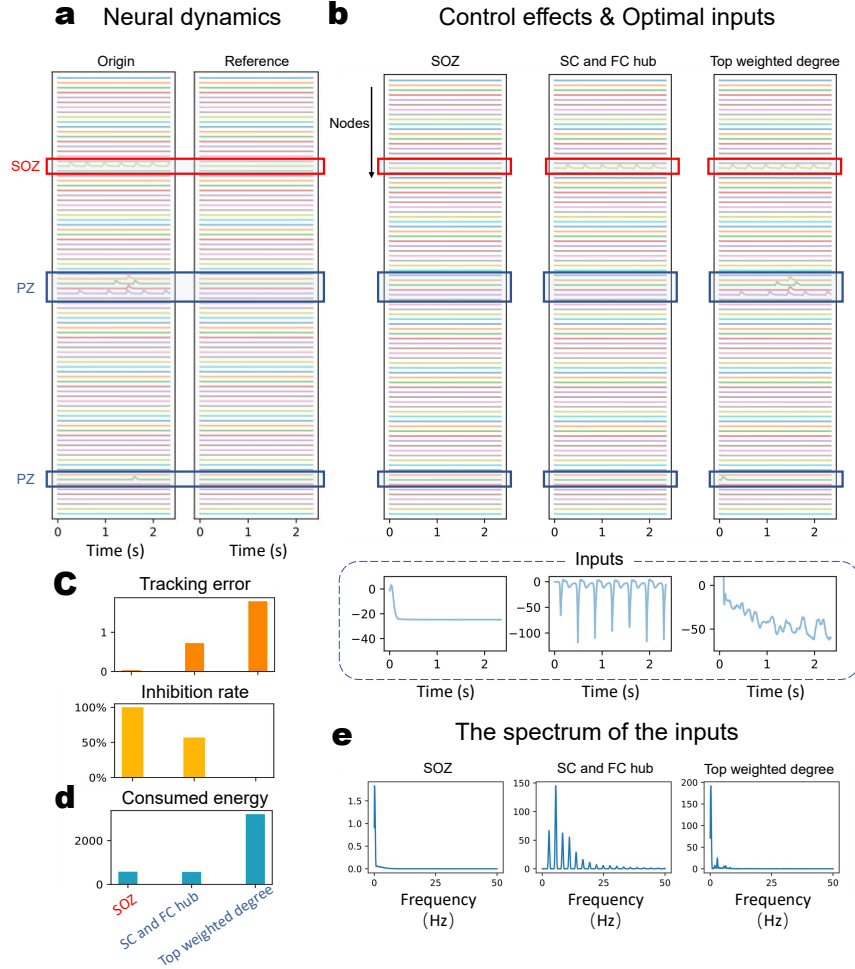 a Neural dynamics
b Control effects & Optimal inputs
Origin
Reference
SOZ
SC and FC hub
Top weighted degree
Nodes
SOZ
PZ
PZ
0 1 2
0 1 2
0 1 2
0 1 2
0 1 2
Time (s)
Time (s)
Time (s)
Time (s)
Time (s)
Inputs
0
−20
−40
0 1 2
Time (s)
0
−50
−100
0 1 2
Time (s)
0
−50
1 2
Time (s)
C
Tracking error
1
0
Inhibition rate
100%
50%
0%
d
Consumed energy
2000
0
SOZ
SC and FC hub
Top weighted degree
e The spectrum of the inputs
SOZ
1.5
1.0
0.5
0.0
0 50
Frequency
(Hz)
SC and FC hub
150
100
50
0
0 50
Frequency
(Hz)
Top weighted degree
200
150
100
50
0
0 50
Frequency
(Hz)